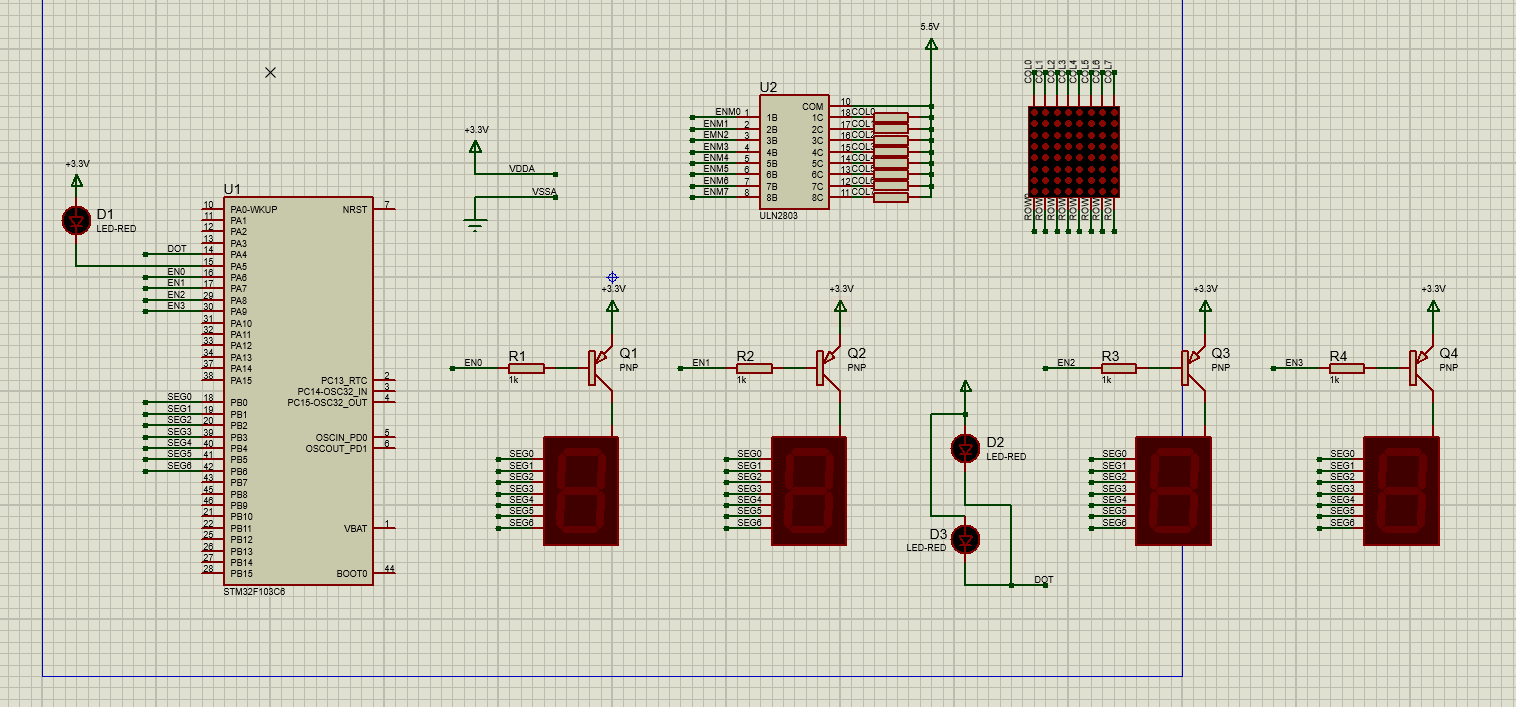 5.5V
COL0
COL1
COL2
COL3
COL4
COL5
COL6
COL7
U2
ENM0 1 1B
ENM1 2 2B
EMN2 3 3B
ENM3 4 4B
ENM4 5 5B
ENM5 6 6B
ENM6 7 7B
ENM7 8 8B
COM 10
1C 18 COL0
2C 17 COL1
3C 16 COL2
4C 15 COL3
5C 14 COL4
6C 13 COL5
7C 12 COL6
8C 11 COL7
ULN2803
ROW
ROW
ROW
ROW
ROW
ROW
ROW
ROW
+3.3V
VDDA
VSSA
+3.3V
D1
LED-RED
U1
10 PA0-WKUP
11 PA1
12 PA2
13 PA3
DOT 14 PA4
15 PA5
EN0 16 PA6
EN1 17 PA7
EN2 29 PA8
EN3 30 PA9
31 PA10
32 PA11
33 PA12
34 PA13
37 PA14
38 PA15
SEG0 18 PB0
SEG1 19 PB1
SEG2 20 PB2
SEG3 39 PB3
SEG4 40 PB4
SEG5 41 PB5
SEG6 42 PB6
43 PB7
45 PB8
46 PB9
21 PB10
22 PB11
25 PB12
26 PB13
27 PB14
28 PB15
NRST 7
PC13_RTC 2
PC14-OSC32_IN 3
PC15-OSC32_OUT 4
OSCIN_PD0 5
OSCOUT_PD1 6
VBAT 1
BOOT0 44
STM32F103C6
+3.3V
EN0
R1
1k
Q1
PNP
SEG0
SEG1
SEG2
SEG3
SEG4
SEG5
SEG6
+3.3V
EN1
R2
1k
Q2
PNP
SEG0
SEG1
SEG2
SEG3
SEG4
SEG5
SEG6
D2
LED-RED
D3
LED-RED
DOT
+3.3V
EN2
R3
1k
Q3
PNP
SEG0
SEG1
SEG2
SEG3
SEG4
SEG5
SEG6
+3.3V
EN3
R4
1k
Q4
PNP
SEG0
SEG1
SEG2
SEG3
SEG4
SEG5
SEG6